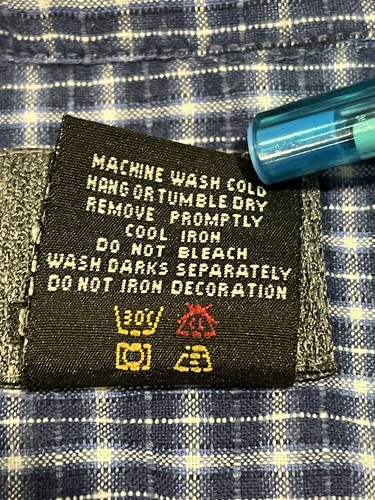 MACHINE WASH COLD
HANG OR TUMBLE DRY
REMOVE PROMPTLY
COOL IRON
DO NOT BLEACH
WASH DARKS SEPARATELY
DO NOT IRON DECORATION
30C